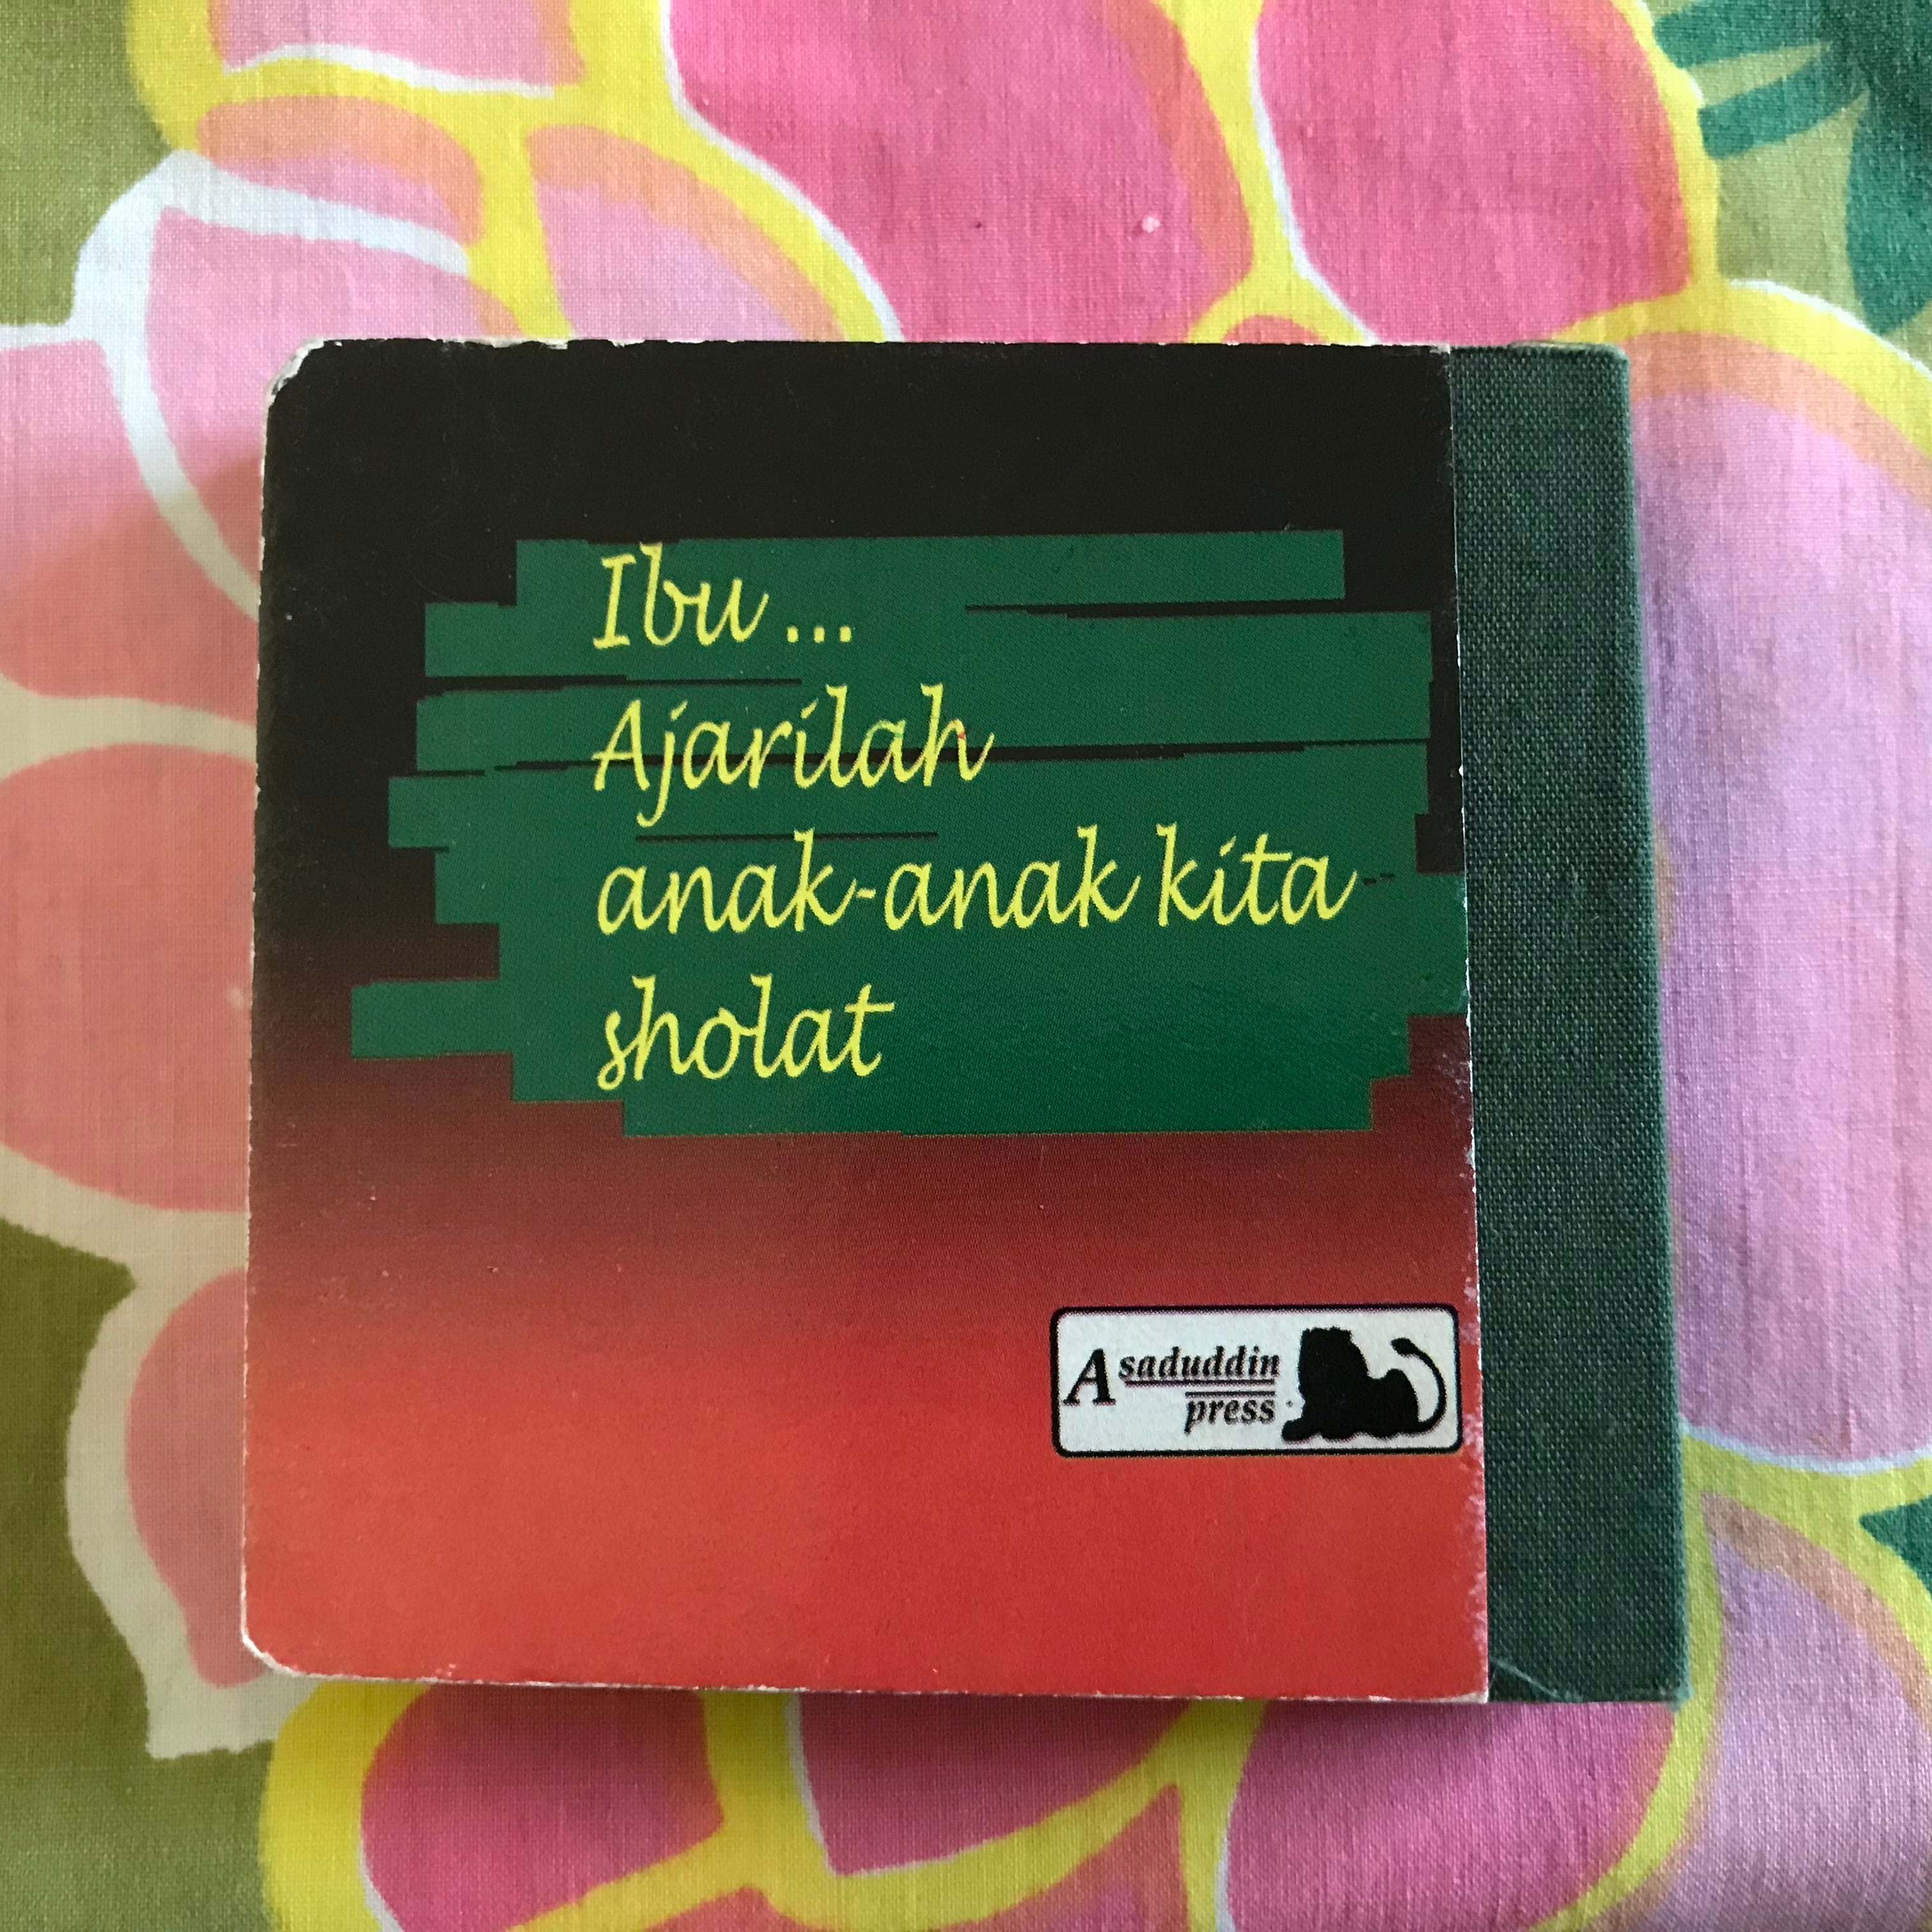 Ibu ...
Ajarilah
anak-anak kita
sholat
Asaduddin
press